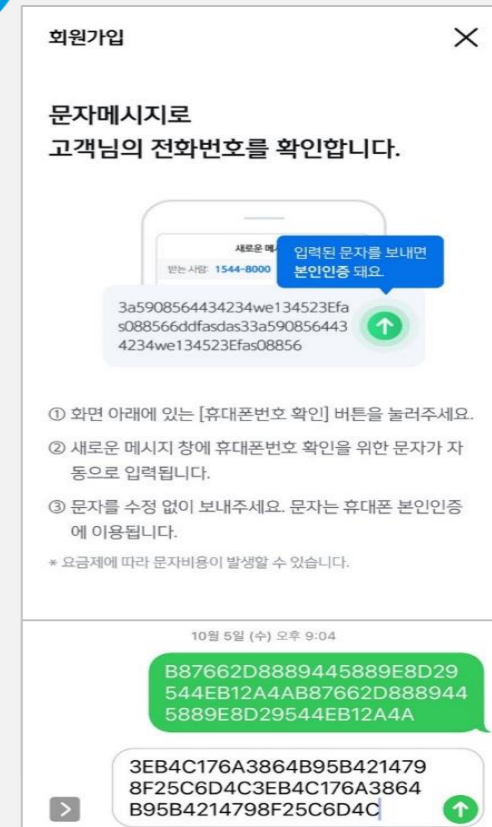 회원가입
문자메시지로
고객님의 전화번호를 확인합니다.
새로운 메
입력된 문자를 보내면
본인인증 돼요.
받는 사람: 1544-8000
3a5908564434234we134523Efa
s088566ddfasdas33a590856443
4234we134523Efas08856
① 화면 아래에 있는 [휴대폰번호 확인] 버튼을 눌러주세요.
② 새로운 메시지 창에 휴대폰번호 확인을 위한 문자가 자
동으로 입력됩니다.
③ 문자를 수정 없이 보내주세요. 문자는 휴대폰 본인인증
에 이용됩니다.
* 요금제에 따라 문자비용이 발생할 수 있습니다.
10월 5일 (수) 오후 9:04
B87662D8889445889E8D29
544EB12A4AB87662D888944
5889E8D29544EB12A4A
3EB4C176A3864B95B421479
8F25C6D4C3EB4C176A3864
B95B4214798F25C6D4C